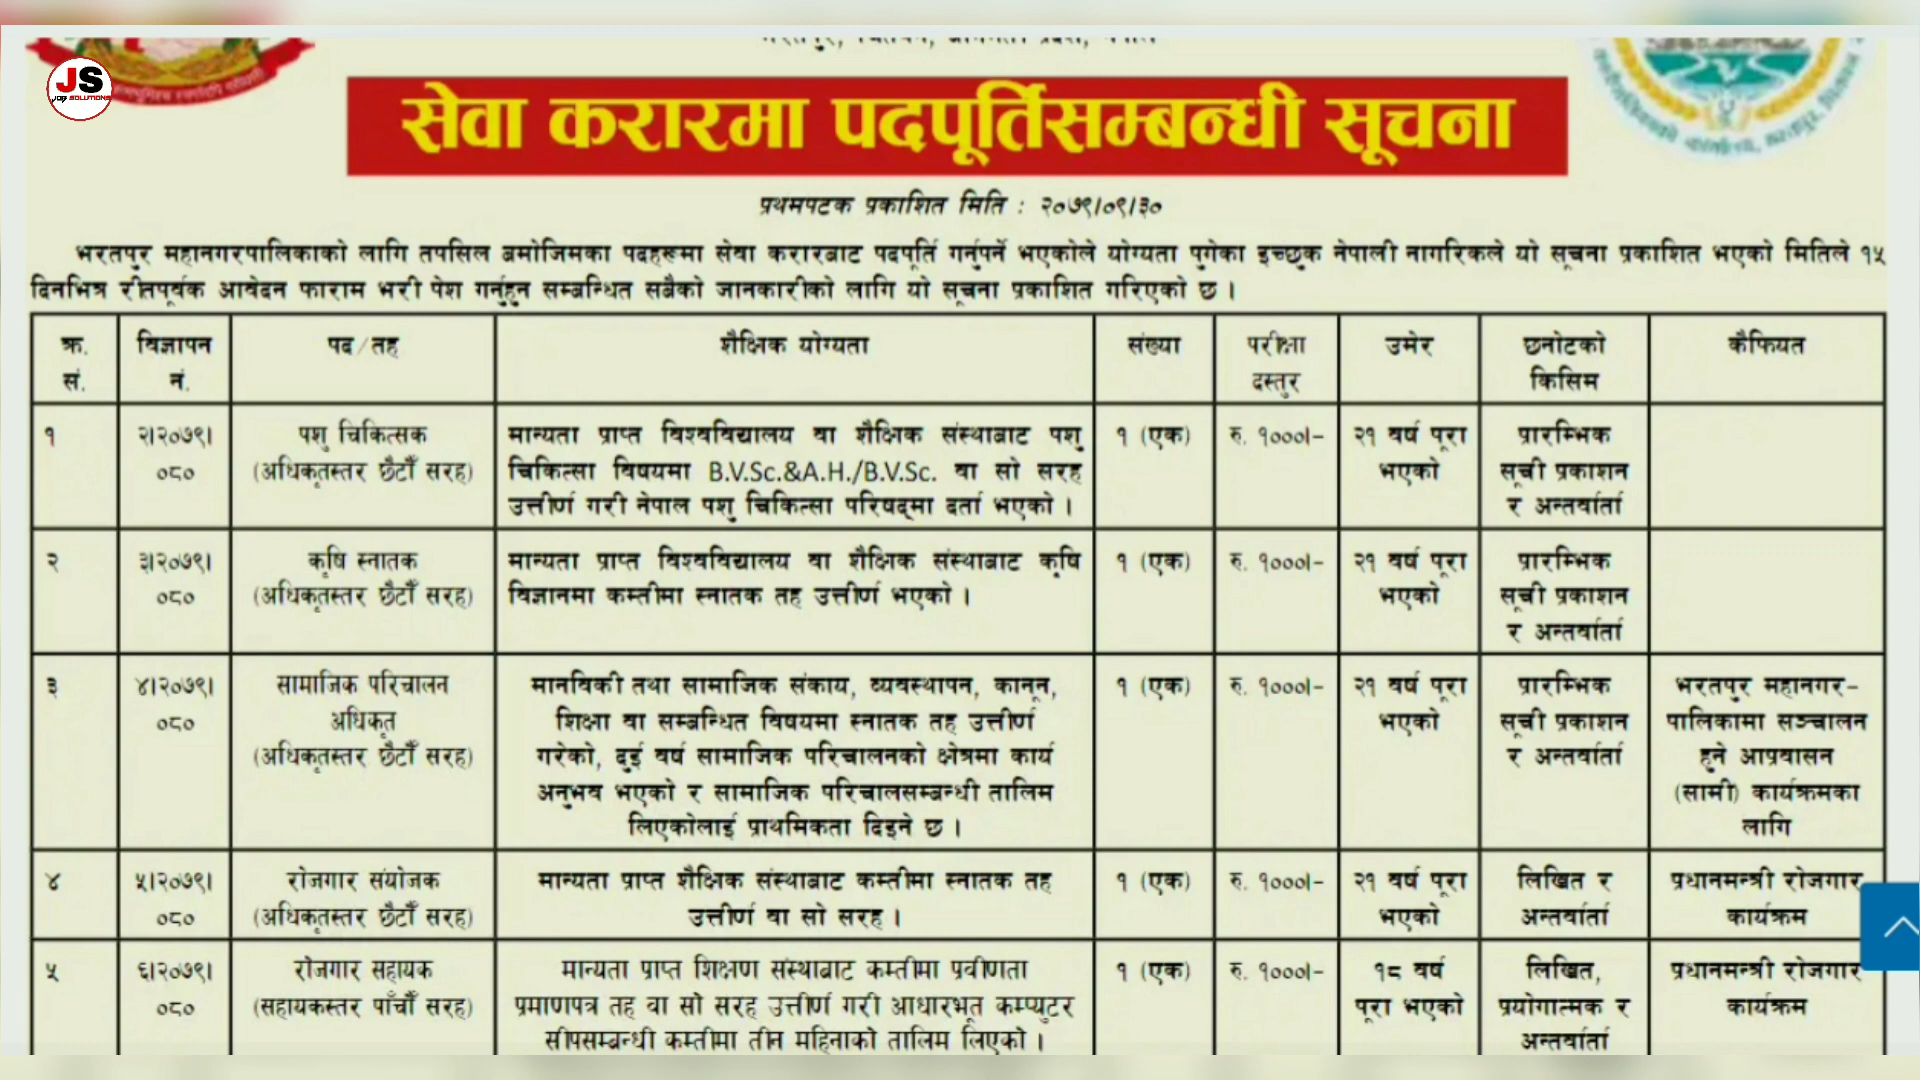 JS
JOB SOLUTIONS
भरतपुर, चितवन, बागमती प्रदेश, नेपाल
सेवा करारमा पदपूर्तिसम्बन्धी सूचना
प्रथमपटक प्रकाशित मिति : २०७९।०९।३०
भरतपुर महानगरपालिकाको लागि तपसिल बमोजिमका पदहरूमा सेवा करारबाट पदपूर्ति गर्नुपर्ने भएकोले योग्यता पुगेका इच्छुक नेपाली नागरिकले यो सूचना प्रकाशित भएको मितिले १५
दिनभित्र रीतपूर्वक आवेदन फाराम भरी पेश गर्नुहुन सम्बन्धित सबैको जानकारीको लागि यो सूचना प्रकाशित गरिएको छ ।
क्र. सं. | विज्ञापन नं. | पद/तह | शैक्षिक योग्यता | संख्या | परीक्षा दस्तुर | उमेर | छनोटको किसिम | कैफियत
१ | २।२०७९।०८० | पशु चिकित्सक (अधिकृतस्तर छैटौँ सरह) | मान्यता प्राप्त विश्वविद्यालय वा शैक्षिक संस्थाबाट पशु चिकित्सा विषयमा B.V.Sc.&A.H./B.V.Sc. वा सो सरह उत्तीर्ण गरी नेपाल पशु चिकित्सा परिषद्मा दर्ता भएको । | १ (एक) | रु. १०००।– | २१ वर्ष पूरा भएको | प्रारम्भिक सूची प्रकाशन र अन्तर्वार्ता
२ | ३।२०७९।०८० | कृषि स्नातक (अधिकृतस्तर छैटौँ सरह) | मान्यता प्राप्त विश्वविद्यालय वा शैक्षिक संस्थाबाट कृषि विज्ञानमा कम्तीमा स्नातक तह उत्तीर्ण भएको । | १ (एक) | रु. १०००।– | २१ वर्ष पूरा भएको | प्रारम्भिक सूची प्रकाशन र अन्तर्वार्ता
३ | ४।२०७९।०८० | सामाजिक परिचालन अधिकृत (अधिकृतस्तर छैटौँ सरह) | मानविकी तथा सामाजिक संकाय, व्यवस्थापन, कानून, शिक्षा वा सम्बन्धित विषयमा स्नातक तह उत्तीर्ण गरेको, दुई वर्ष सामाजिक परिचालनको क्षेत्रमा कार्य अनुभव भएको र सामाजिक परिचालसम्बन्धी तालिम लिएकोलाई प्राथमिकता दिइने छ । | १ (एक) | रु. १०००।– | २१ वर्ष पूरा भएको | प्रारम्भिक सूची प्रकाशन र अन्तर्वार्ता | भरतपुर महानगर–पालिकामा सञ्चालन हुने आप्रवासन (सामी) कार्यक्रमका लागि
४ | ५।२०७९।०८० | रोजगार संयोजक (अधिकृतस्तर छैटौँ सरह) | मान्यता प्राप्त शैक्षिक संस्थाबाट कम्तीमा स्नातक तह उत्तीर्ण वा सो सरह । | १ (एक) | रु. १०००।– | २१ वर्ष पूरा भएको | लिखित र अन्तर्वार्ता | प्रधानमन्त्री रोजगार कार्यक्रम
५ | ६।२०७९।०८० | रोजगार सहायक (सहायकस्तर पाँचौँ सरह) | मान्यता प्राप्त शिक्षण संस्थाबाट कम्तीमा प्रवीणता प्रमाणपत्र तह वा सो सरह उत्तीर्ण गरी आधारभूत कम्प्युटर सीपसम्बन्धी कम्तीमा तीन महिनाको तालिम लिएको । | १ (एक) | रु. १०००।– | १८ वर्ष पूरा भएको | लिखित, प्रयोगात्मक र अन्तर्वार्ता | प्रधानमन्त्री रोजगार कार्यक्रम